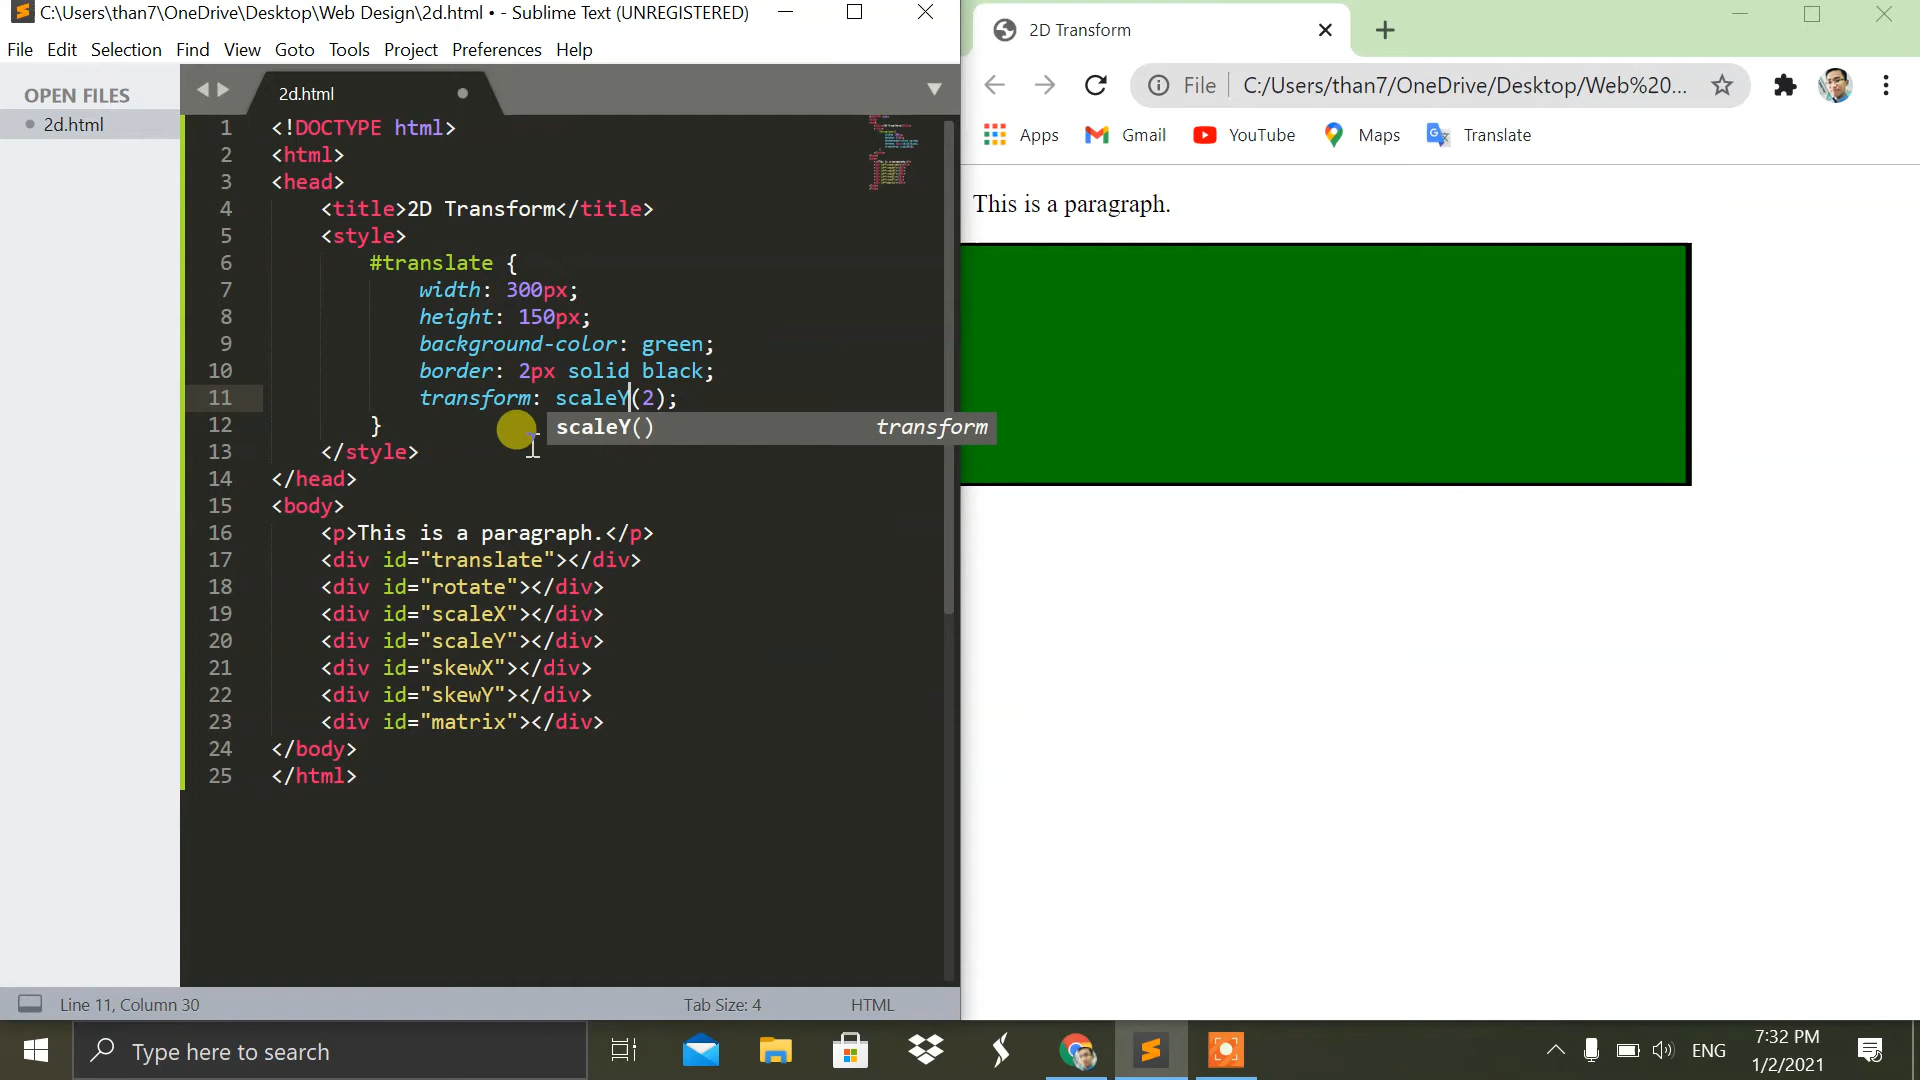 C:\Users\than7\OneDrive\Desktop\Web Design\2d.html • - Sublime Text (UNREGISTERED)
File Edit Selection Find View Goto Tools Project Preferences Help
OPEN FILES
2d.html
2d.html
1 <!DOCTYPE html>
2 <html>
3 <head>
4 <title>2D Transform</title>
5 <style>
6 #translate {
7 width: 300px;
8 height: 150px;
9 background-color: green;
10 border: 2px solid black;
11 transform: scaleY(2);
scaleY() transform
12 }
13 </style>
14 </head>
15 <body>
16 <p>This is a paragraph.</p>
17 <div id="translate"></div>
18 <div id="rotate"></div>
19 <div id="scaleX"></div>
20 <div id="scaleY"></div>
21 <div id="skewX"></div>
22 <div id="skewY"></div>
23 <div id="matrix"></div>
24 </body>
25 </html>
Line 11, Column 30
Tab Size: 4
HTML
2D Transform
File C:/Users/than7/OneDrive/Desktop/Web%20...
Apps Gmail YouTube Maps Translate
This is a paragraph.
Type here to search
ENG
7:32 PM
1/2/2021